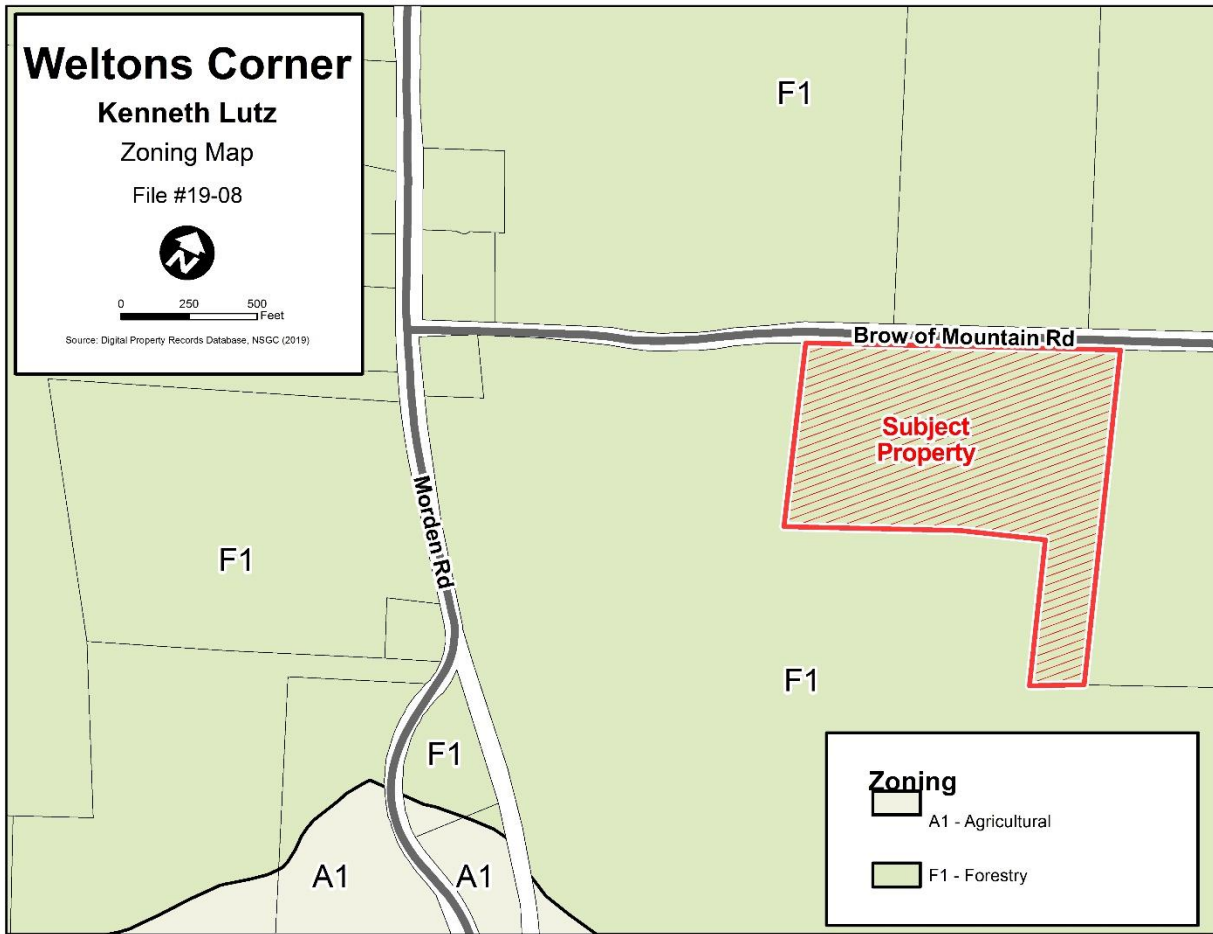 Weltons Corner
Kenneth Lutz
Zoning Map
File #19-08
N
0 250 500
Feet
Source: Digital Property Records Database, NSGC (2019)
F1
Brow of Mountain Rd
Subject
Property
Morden Rd
F1
F1
F1
A1
A1
Zoning
A1 - Agricultural
F1 - Forestry